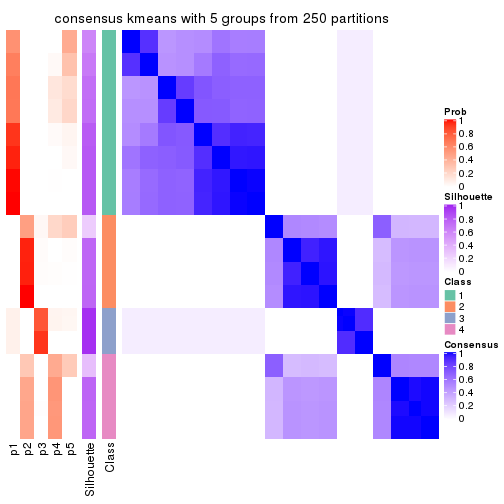 consensus kmeans with 5 groups from 250 partitions
Prob
1
0.8
0.6
0.4
0.2
0
Silhouette
1
0.8
0.6
0.4
0.2
0
Class
1
2
3
4
Consensus
1
0.8
0.6
0.4
0.2
0
p1
p2
p3
p4
p5
Silhouette
Class